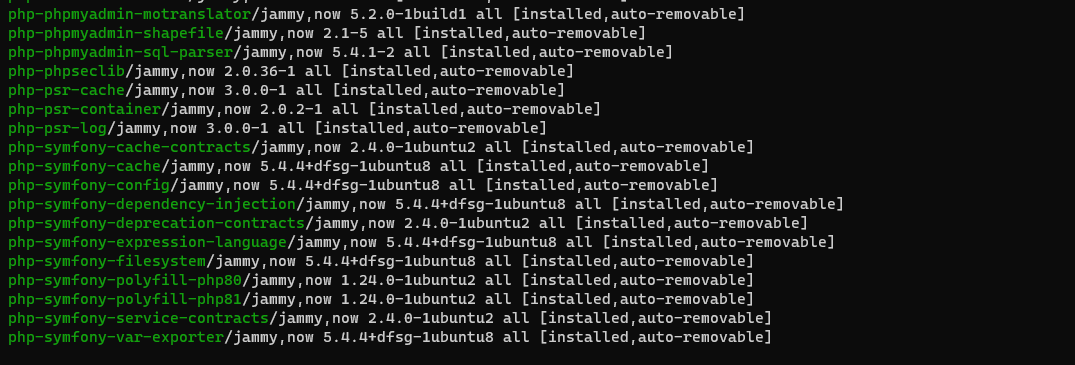 php-phpmyadmin-motranslator/jammy,now 5.2.0-1build1 all [installed,auto-removable]
php-phpmyadmin-shapefile/jammy,now 2.1-5 all [installed,auto-removable]
php-phpmyadmin-sql-parser/jammy,now 5.4.1-2 all [installed,auto-removable]
php-phpseclib/jammy,now 2.0.36-1 all [installed,auto-removable]
php-psr-cache/jammy,now 3.0.0-1 all [installed,auto-removable]
php-psr-container/jammy,now 2.0.2-1 all [installed,auto-removable]
php-psr-log/jammy,now 3.0.0-1 all [installed,auto-removable]
php-symfony-cache-contracts/jammy,now 2.4.0-1ubuntu2 all [installed,auto-removable]
php-symfony-cache/jammy,now 5.4.4+dfsg-1ubuntu8 all [installed,auto-removable]
php-symfony-config/jammy,now 5.4.4+dfsg-1ubuntu8 all [installed,auto-removable]
php-symfony-dependency-injection/jammy,now 5.4.4+dfsg-1ubuntu8 all [installed,auto-removable]
php-symfony-deprecation-contracts/jammy,now 2.4.0-1ubuntu2 all [installed,auto-removable]
php-symfony-expression-language/jammy,now 5.4.4+dfsg-1ubuntu8 all [installed,auto-removable]
php-symfony-filesystem/jammy,now 5.4.4+dfsg-1ubuntu8 all [installed,auto-removable]
php-symfony-polyfill-php80/jammy,now 1.24.0-1ubuntu2 all [installed,auto-removable]
php-symfony-polyfill-php81/jammy,now 1.24.0-1ubuntu2 all [installed,auto-removable]
php-symfony-service-contracts/jammy,now 2.4.0-1ubuntu2 all [installed,auto-removable]
php-symfony-var-exporter/jammy,now 5.4.4+dfsg-1ubuntu8 all [installed,auto-removable]